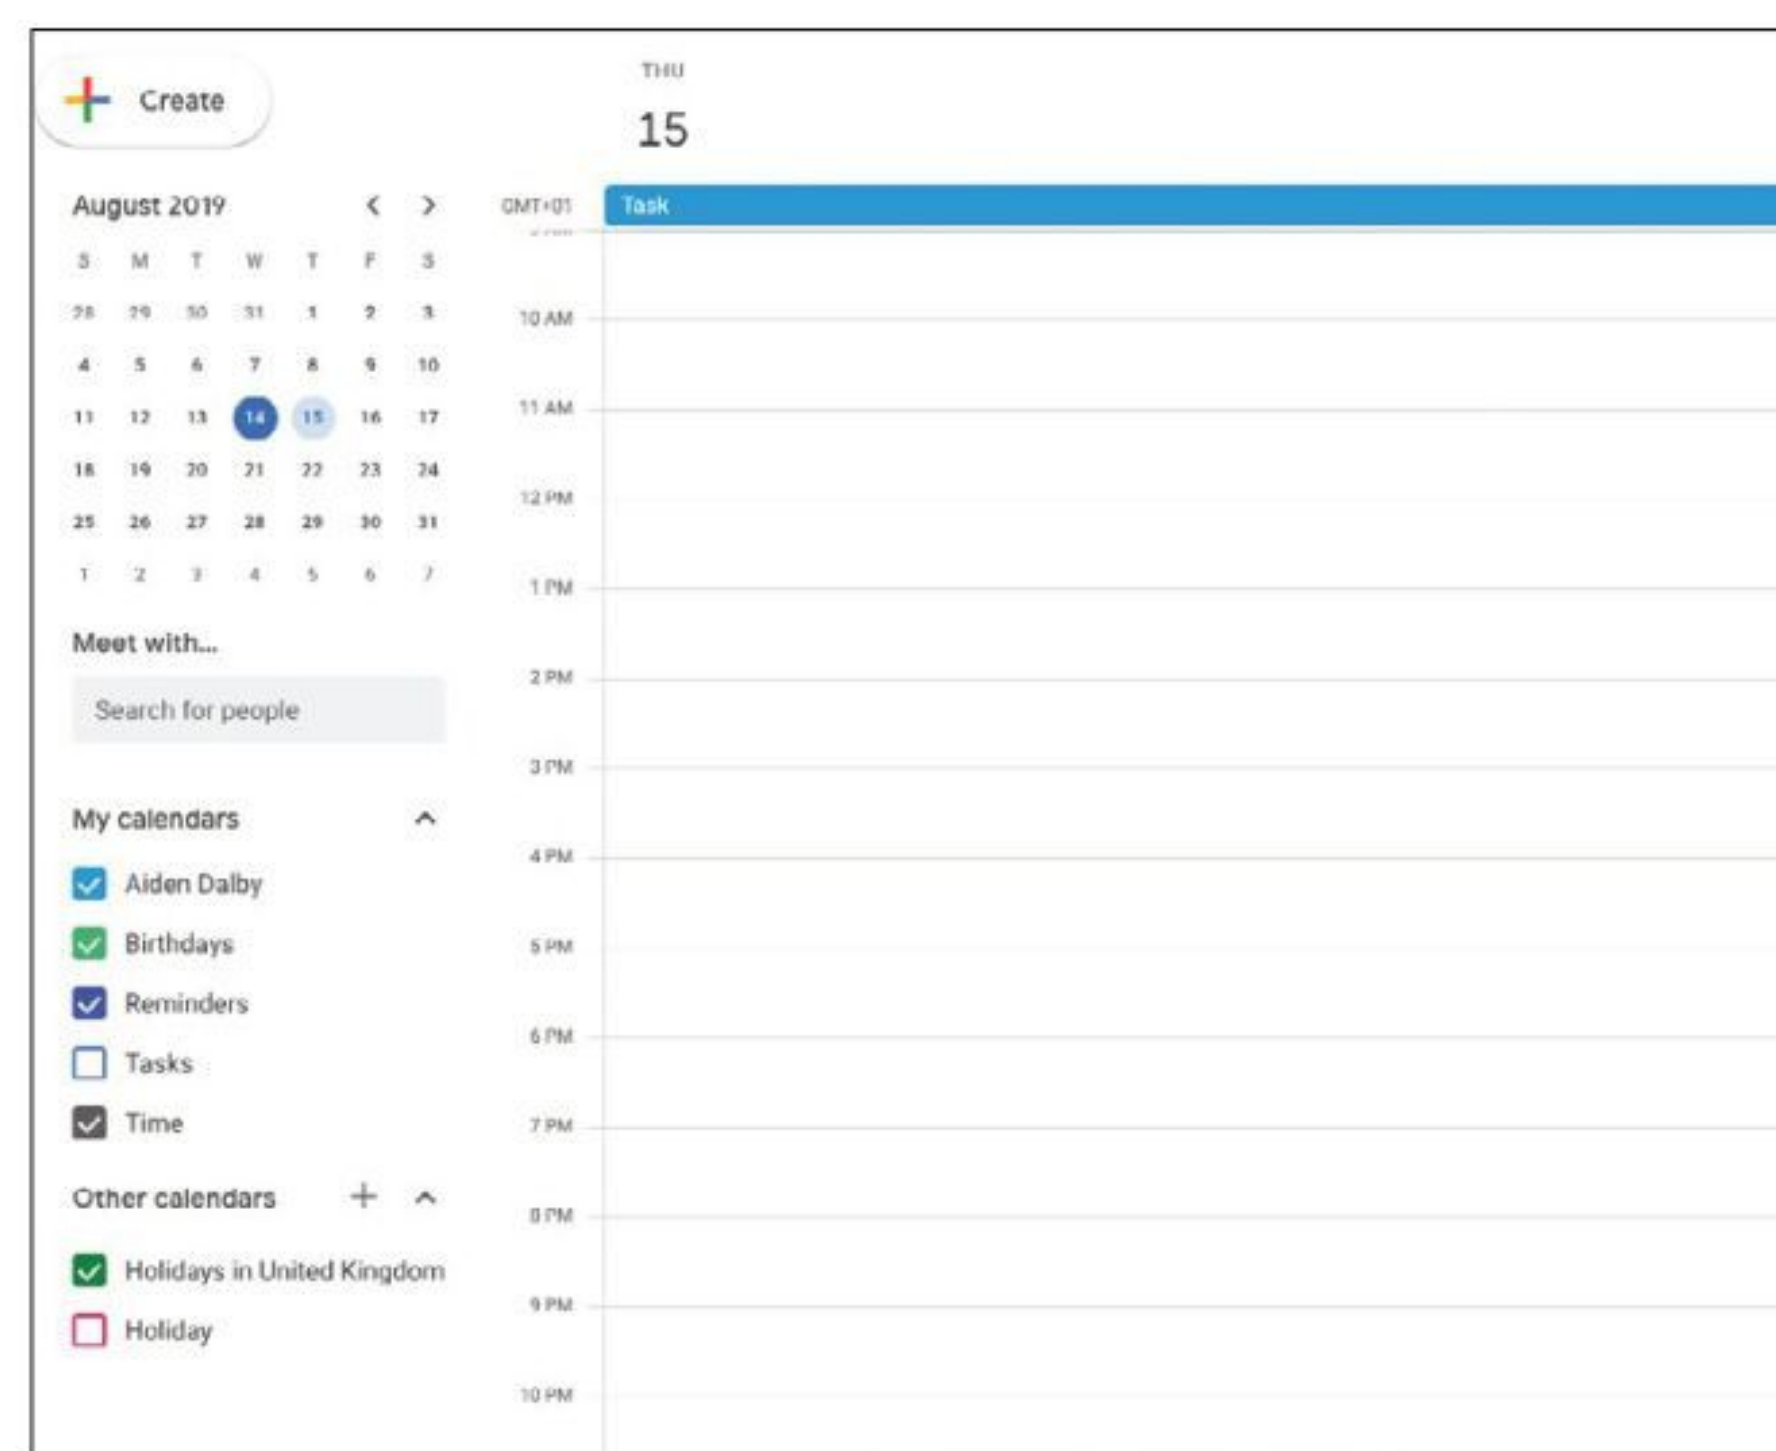 Create
August 2019
S M T W T F S
28 29 30 31 1 2 3
4 5 6 7 8 9 10
11 12 13 14 15 16 17
18 19 20 21 22 23 24
25 26 27 28 29 30 31
1 2 3 4 5 6 7
Meet with...
Search for people
My calendars
Aiden Dalby
Birthdays
Reminders
Tasks
Time
Other calendars
Holidays in United Kingdom
Holiday
THU
15
GMT+01
Task
10 AM
11 AM
12 PM
1 PM
2 PM
3 PM
4 PM
5 PM
6 PM
7 PM
8 PM
9 PM
10 PM